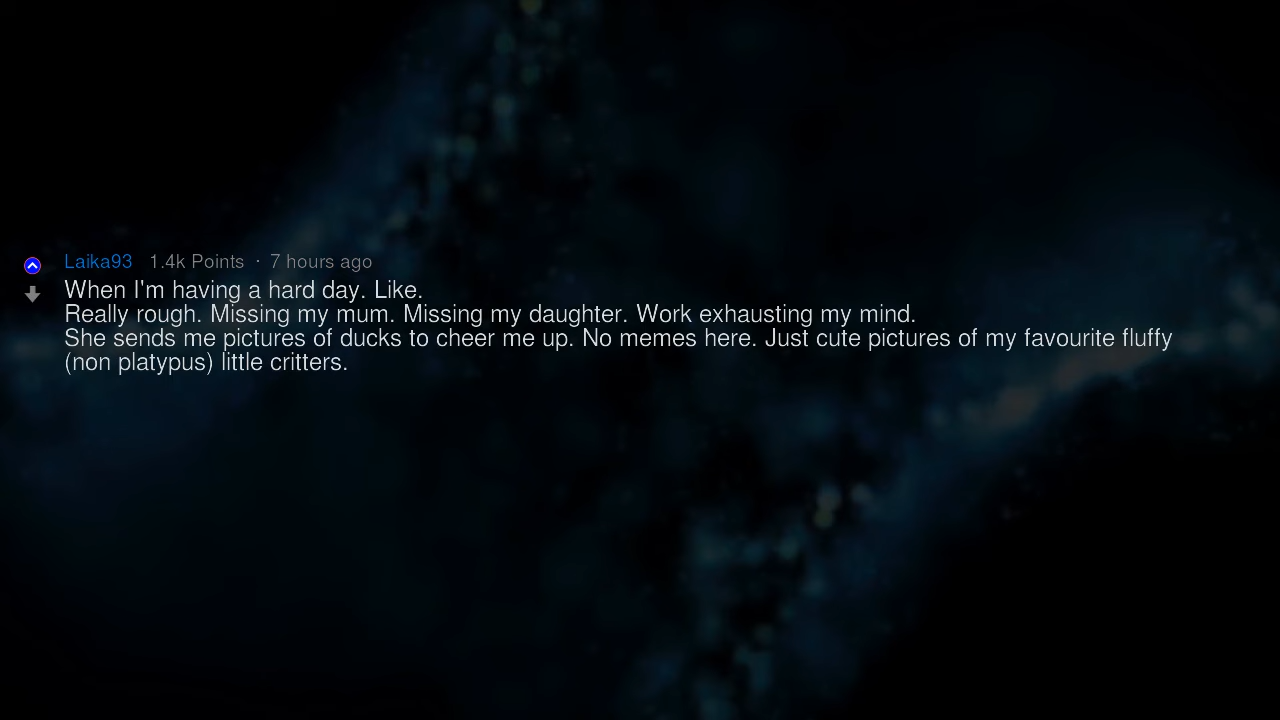 Laika93 1.4k Points · 7 hours ago
When I'm having a hard day. Like.
Really rough. Missing my mum. Missing my daughter. Work exhausting my mind.
She sends me pictures of ducks to cheer me up. No memes here. Just cute pictures of my favourite fluffy
(non platypus) little critters.